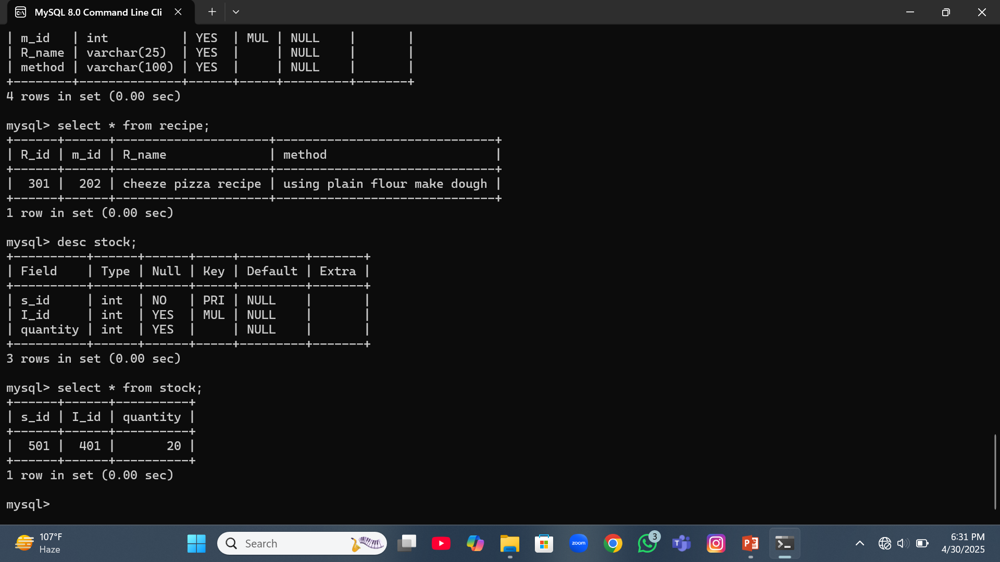 MySQL 8.0 Command Line Cli
| m_id   | int          | YES  | MUL | NULL    |       |
| R_name | varchar(25)  | YES  |     | NULL    |       |
| method | varchar(100) | YES  |     | NULL    |       |
+--------+--------------+------+-----+---------+-------+
4 rows in set (0.00 sec)
mysql> select * from recipe;
+------+------+---------------------+------------------------------+
| R_id | m_id | R_name              | method                       |
+------+------+---------------------+------------------------------+
|  301 |  202 | cheeze pizza recipe | using plain flour make dough |
+------+------+---------------------+------------------------------+
1 row in set (0.00 sec)
mysql> desc stock;
+----------+------+------+-----+---------+-------+
| Field    | Type | Null | Key | Default | Extra |
+----------+------+------+-----+---------+-------+
| s_id     | int  | NO   | PRI | NULL    |       |
| I_id     | int  | YES  | MUL | NULL    |       |
| quantity | int  | YES  |     | NULL    |       |
+----------+------+------+-----+---------+-------+
3 rows in set (0.00 sec)
mysql> select * from stock;
+------+------+----------+
| s_id | I_id | quantity |
+------+------+----------+
|  501 |  401 |       20 |
+------+------+----------+
1 row in set (0.00 sec)
mysql>
107°F
Haze
Search
zoom
3
6:31 PM
4/30/2025